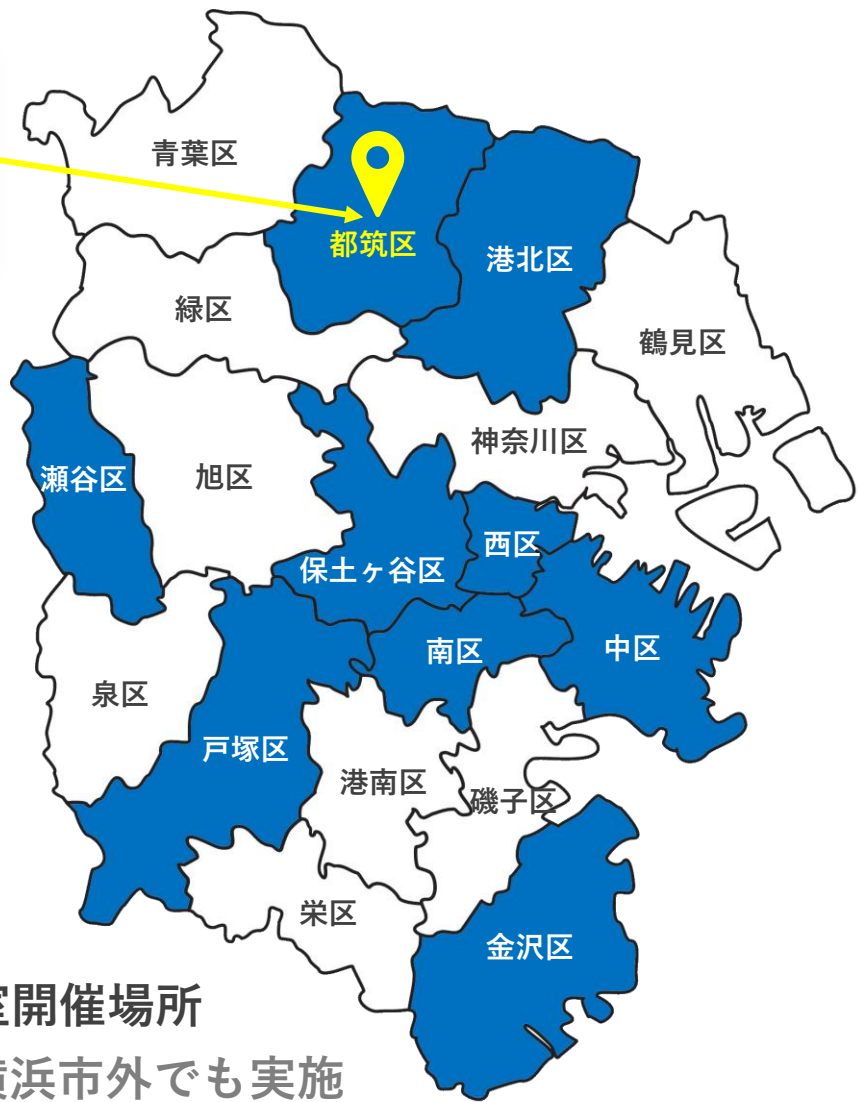 青葉区
都筑区
港北区
緑区
鶴見区
神奈川区
瀬谷区
旭区
西区
保土ヶ谷区
南区
中区
泉区
戸塚区
港南区
磯子区
栄区
金沢区
開催場所
浜市外でも実施